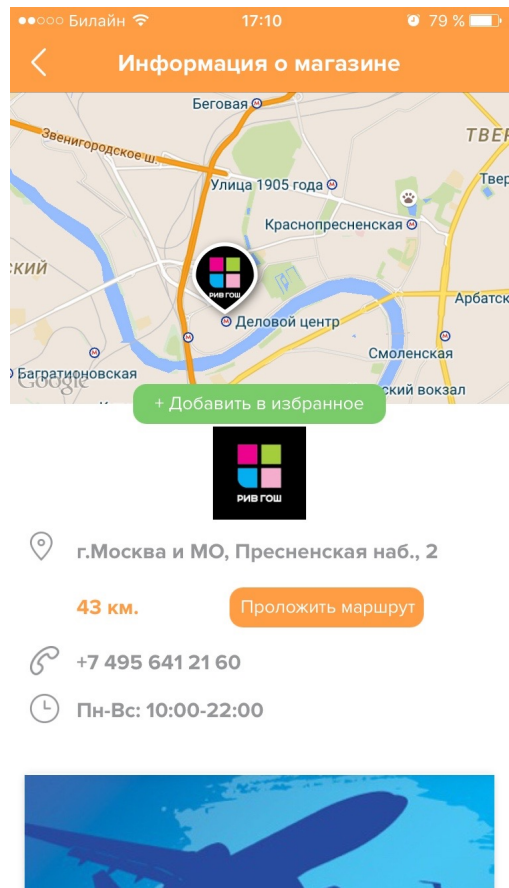 Билайн 17:10 79 %
Информация о магазине
Беговая
Звенигородское ш.
ТВЕР
Улица 1905 года
Твер
Краснопресненская
ский
РИВ ГОШ
Арбатск
Деловой центр
Смоленская
Багратионовская
Google
ский вокзал
+ Добавить в избранное
РИВ ГОШ
г.Москва и МО, Пресненская наб., 2
43 км.
Проложить маршрут
+7 495 641 21 60
Пн-Вс: 10:00-22:00